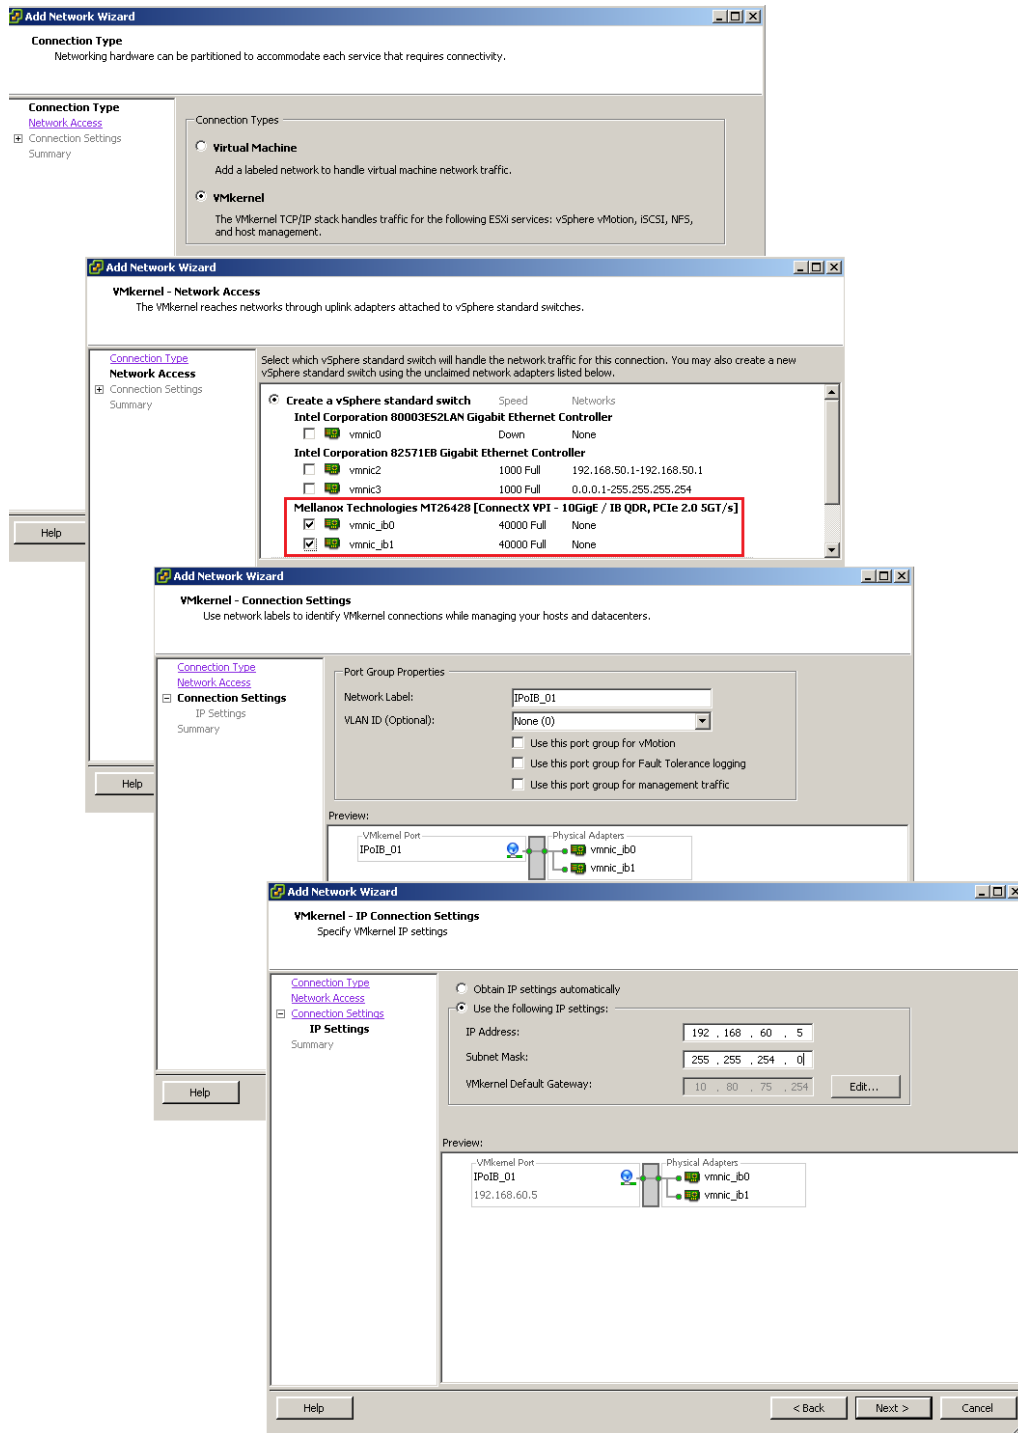 Add Network Wizard
Connection Type
Networking hardware can be partitioned to accommodate each service that requires connectivity.
Connection Type
Network Access
Connection Settings
Summary
Connection Types
Virtual Machine
Add a labeled network to handle virtual machine network traffic.
VMkernel
The VMkernel TCP/IP stack handles traffic for the following ESXi services: vSphere vMotion, iSCSI, NFS,
and host management.
Help
Add Network Wizard
VMkernel - Network Access
The VMkernel reaches networks through uplink adapters attached to vSphere standard switches.
Connection Type
Network Access
Connection Settings
Summary
Select which vSphere standard switch will handle the network traffic for this connection. You may also create a new
vSphere standard switch using the unclaimed network adapters listed below.
Create a vSphere standard switch Speed Networks
Intel Corporation 80003ES2LAN Gigabit Ethernet Controller
vmnic0 Down None
Intel Corporation 82571EB Gigabit Ethernet Controller
vmnic2 1000 Full 192.168.50.1-192.168.50.1
vmnic3 1000 Full 0.0.0.1-255.255.255.254
Mellanox Technologies MT26428 [ConnectX VPI - 10GigE / IB QDR, PCIe 2.0 5GT/s]
vmnic_ib0 40000 Full None
vmnic_ib1 40000 Full None
Help
Add Network Wizard
VMkernel - Connection Settings
Use network labels to identify VMkernel connections while managing your hosts and datacenters.
Connection Type
Network Access
Connection Settings
IP Settings
Summary
Port Group Properties
Network Label: IPoIB_01
VLAN ID (Optional): None (0)
Use this port group for vMotion
Use this port group for Fault Tolerance logging
Use this port group for management traffic
Preview:
VMkernel Port Physical Adapters
IPoIB_01 vmnic_ib0
vmnic_ib1
Help
Add Network Wizard
VMkernel - IP Connection Settings
Specify VMkernel IP settings
Connection Type
Network Access
Connection Settings
IP Settings
Summary
Obtain IP settings automatically
Use the following IP settings:
IP Address: 192 . 168 . 60 . 5
Subnet Mask: 255 . 255 . 254 . 0
VMkernel Default Gateway: 10 . 80 . 75 . 254 Edit...
Preview:
VMkernel Port Physical Adapters
IPoIB_01 vmnic_ib0
192.168.60.5 vmnic_ib1
Help < Back Next > Cancel